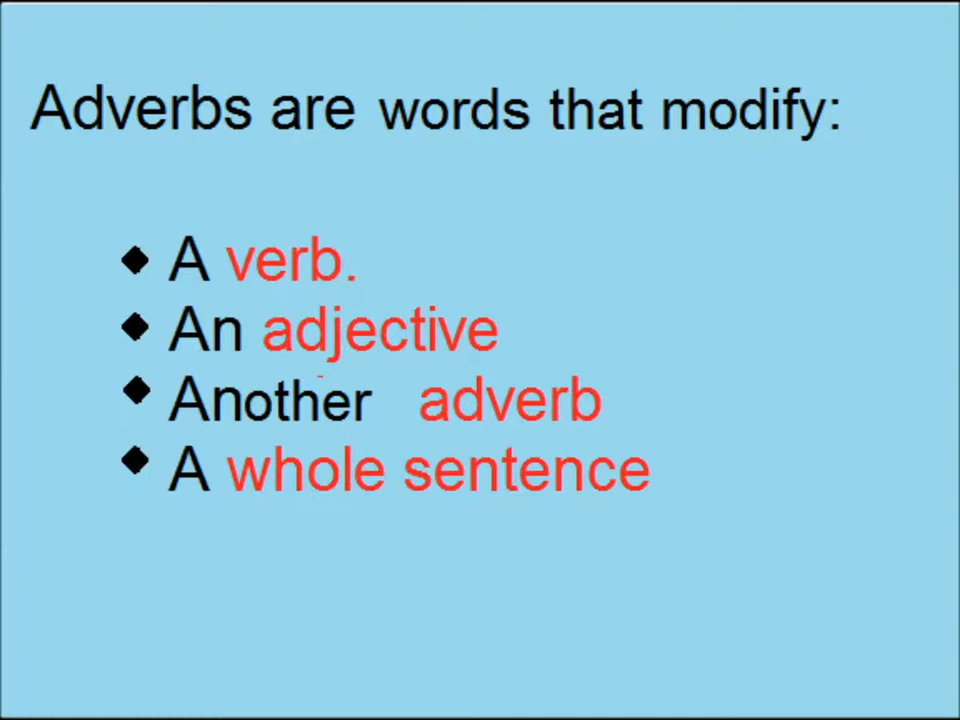 Adverbs are words that modify:
◆ A verb.
◆ An adjective
◆ Another adverb
◆ A whole sentence